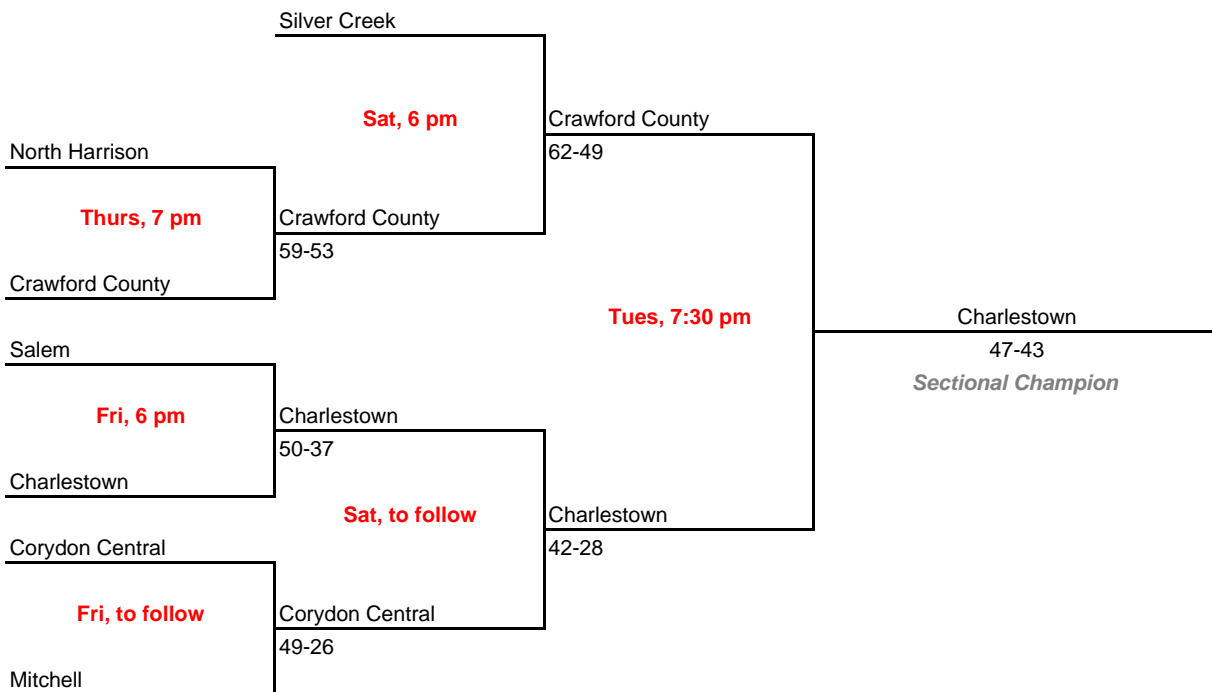 Silver Creek
Sat, 6 pm
Crawford County
North Harrison
62-49
Thurs, 7 pm
Crawford County
59-53
Crawford County
Tues, 7:30 pm
Charlestown
Salem
47-43
Sectional Champion
Fri, 6 pm
Charlestown
50-37
Charlestown
Sat, to follow
Charlestown
Corydon Central
42-28
Fri, to follow
Corydon Central
49-26
Mitchell